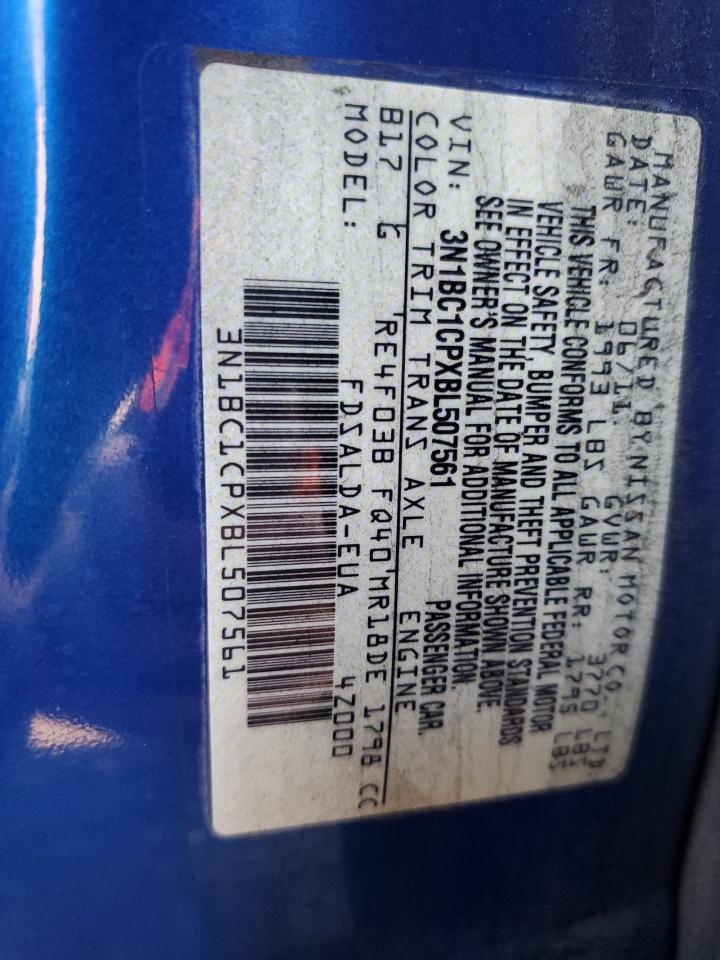 MANUFACTURED BY NISSAN MOTOR CO., LTD.
DATE: 06/11. GVWR: 3770 LBS
GAWR FR: 1993 LBS GAWR RR: 1795 LBS
THIS VEHICLE CONFORMS TO ALL APPLICABLE FEDERAL MOTOR
VEHICLE SAFETY, BUMPER AND THEFT PREVENTION STANDARDS
IN EFFECT ON THE DATE OF MANUFACTURE SHOWN ABOVE.
SEE OWNER'S MANUAL FOR ADDITIONAL INFORMATION.
VIN: 3N1BC1CPXBL507561 PASSENGER CAR.
COLOR TRIM TRANS AXLE ENGINE
B17 G RE4F03B FQ40 MR18DE 1798 CC
MODEL: FDSALDA-EUA 4Z000
3N1BC1CPXBL507561